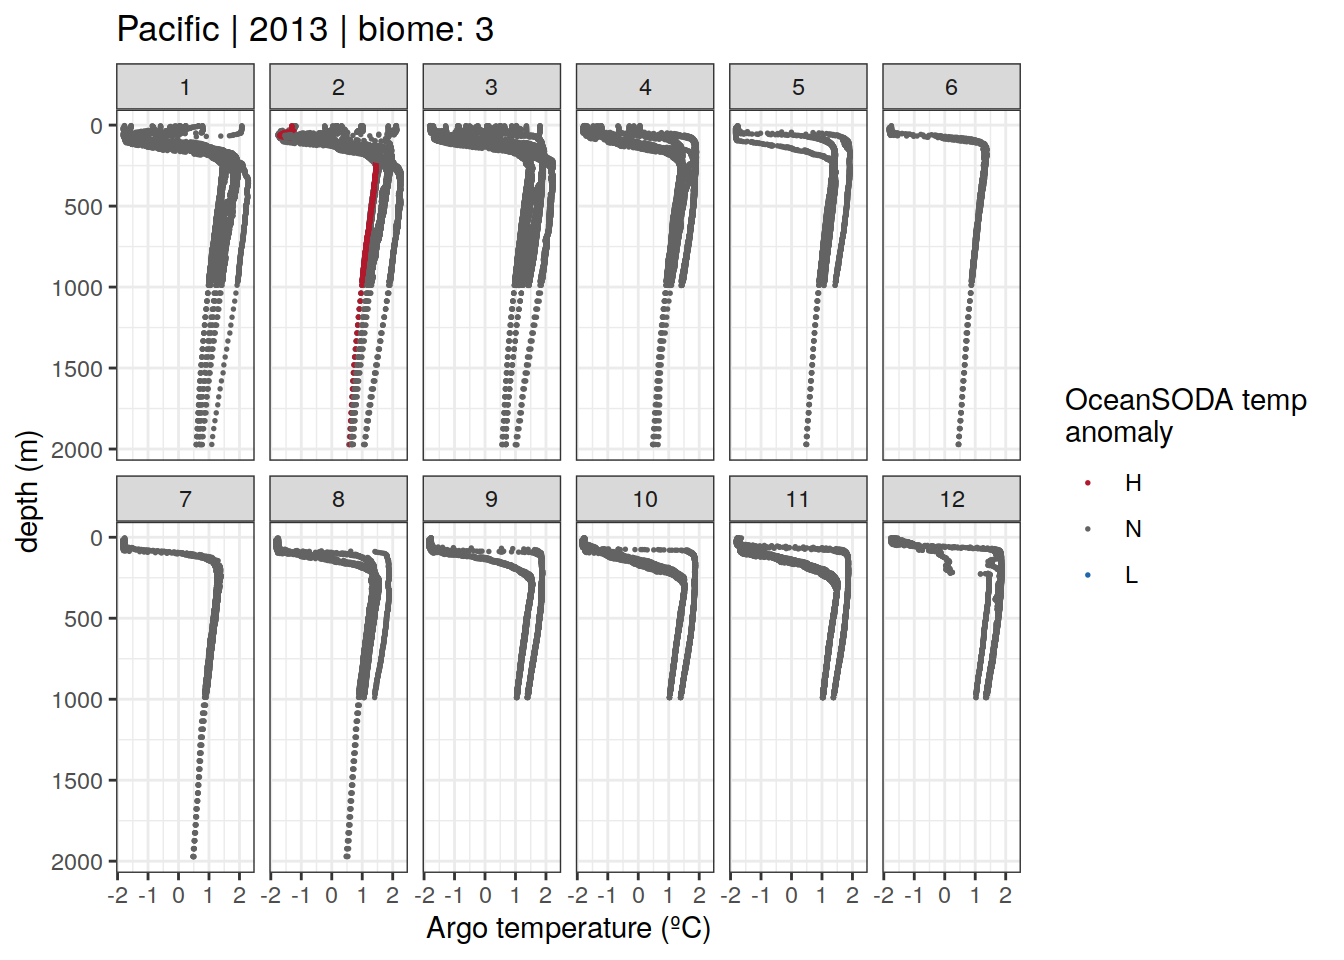 Pacific | 2013 | biome: 3
1 2 3 4 5 6
0
500
1000
1500
2000
7 8 9 10 11 12
0
500
1000
1500
2000
-2 -1 0 1 2 -2 -1 0 1 2 -2 -1 0 1 2 -2 -1 0 1 2 -2 -1 0 1 2 -2 -1 0 1 2
Argo temperature (ºC)
depth (m)
OceanSODA temp
anomaly
H
N
L